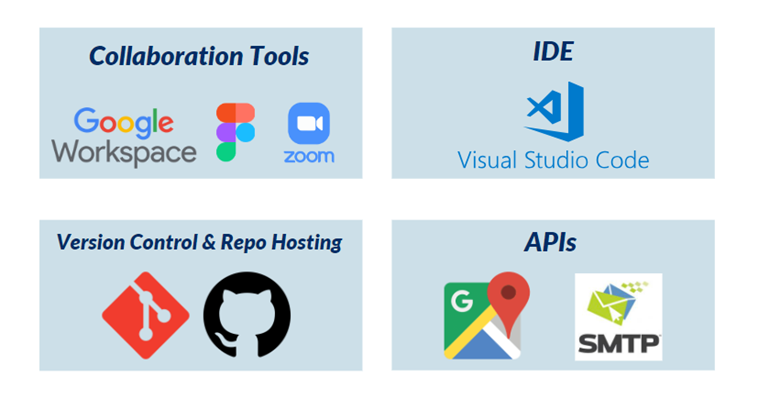 Collaboration Tools
Google
Workspace
zoom
IDE
Visual Studio Code
Version Control & Repo Hosting
APIs
G
SMTP